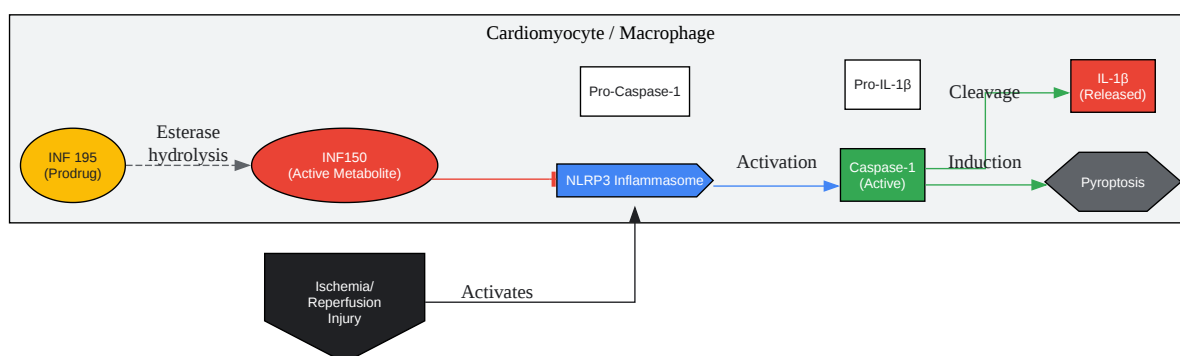 Cardiomyocyte / Macrophage
Pro-Caspase-1
Pro-IL-1β
Cleavage
IL-1β
(Released)
INF 195
(Prodrug)
Esterase
hydrolysis
INF150
(Active Metabolite)
NLRP3 Inflammasome
Activation
Caspase-1
(Active)
Induction
Pyroptosis
Ischemia/
Reperfusion
Injury
Activates